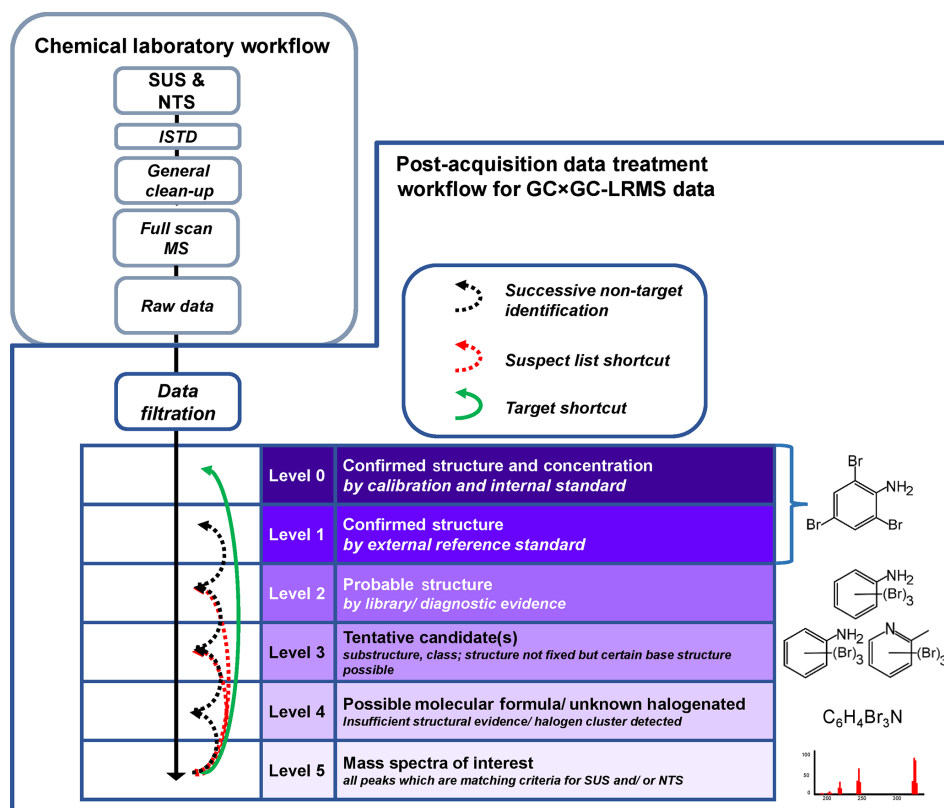 Chemical laboratory workflow
SUS &
NTS
ISTD
General
clean-up
Full scan
MS
Raw data
Post-acquisition data treatment
workflow for GC×GC-LRMS data
Successive non-target
identification
Suspect list shortcut
Target shortcut
Data
filtration
Level 0
Confirmed structure and concentration
by calibration and internal standard
Level 1
Confirmed structure
by external reference standard
Level 2
Probable structure
by library/ diagnostic evidence
Level 3
Tentative candidate(s)
substructure, class; structure not fixed but certain base structure
possible
Level 4
Possible molecular formula/ unknown halogenated
Insufficient structural evidence/ halogen cluster detected
Level 5
Mass spectra of interest
all peaks which are matching criteria for SUS and/ or NTS
Br
NH2
Br
Br
NH2
(Br)3
NH2
(Br)3
N
(Br)3
C6H4Br3N
100
50
0
200
250
300